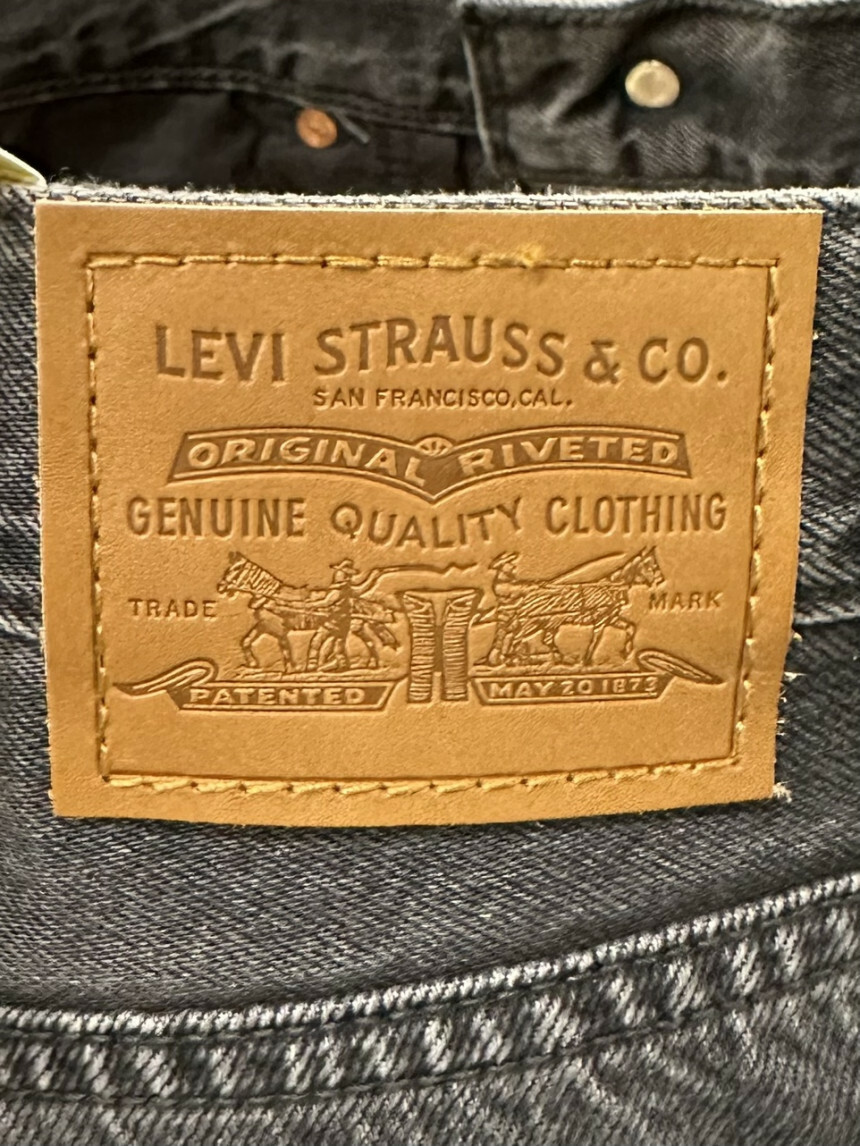 LEVI STRAUSS & CO.
SAN FRANCISCO, CAL.
ORIGINAL RIVETED
GENUINE QUALITY CLOTHING
TRADE MARK
PATENTED MAY 20 1873